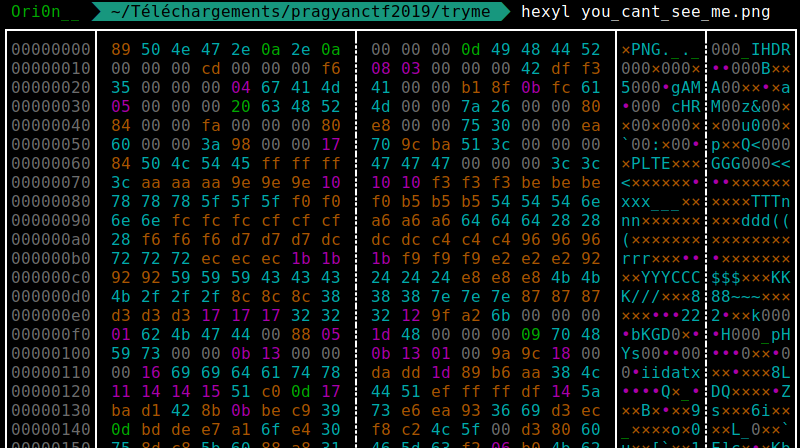 Ori0n__ ~/Téléchargements/pragyanctf2019/tryme hexyl you_cant_see_me.png
00000000 89 50 4e 47 2e 0a 2e 0a 00 00 00 0d 49 48 44 52 ×PNG._._ 000_IHDR
00000010 00 00 00 cd 00 00 00 f6 08 03 00 00 00 42 df f3 000×000× ••000B××
00000020 35 00 00 00 04 67 41 4d 41 00 00 b1 8f 0b fc 61 5000•gAM A00××•×a
00000030 05 00 00 00 20 63 48 52 4d 00 00 7a 26 00 00 80 •000 cHR M00z&00×
00000040 84 00 00 fa 00 00 00 80 e8 00 00 75 30 00 00 ea ×00×000× ×00u000×
00000050 60 00 00 3a 98 00 00 17 70 9c ba 51 3c 00 00 00 `00:×00• p××Q<000
00000060 84 50 4c 54 45 ff ff ff 47 47 47 00 00 00 3c 3c ×PLTE××× GGG000<<
00000070 3c aa aa aa 9e 9e 9e 10 10 10 f3 f3 f3 be be be <××××××• ••××××××
00000080 78 78 78 5f 5f 5f f0 f0 f0 b5 b5 b5 54 54 54 6e xxx___×× ××××TTTn
00000090 6e 6e fc fc fc cf cf cf a6 a6 a6 64 64 64 28 28 nn×××××× ×××ddd((
000000a0 28 f6 f6 f6 d7 d7 d7 dc dc dc c4 c4 c4 96 96 96 (××××××× ××××××××
000000b0 72 72 72 ec ec ec 1b 1b 1b f9 f9 f9 e2 e2 e2 92 rrr×××•• •×××××××
000000c0 92 92 59 59 59 43 43 43 24 24 24 e8 e8 e8 4b 4b ××YYYCCC $$$×××KK
000000d0 4b 2f 2f 2f 8c 8c 8c 38 38 38 7e 7e 7e 87 87 87 K///×××8 88~~~×××
000000e0 d3 d3 d3 17 17 17 32 32 32 12 9f a2 6b 00 00 00 ×××•••22 2•××k000
000000f0 01 62 4b 47 44 00 88 05 1d 48 00 00 00 09 70 48 •bKGD0×• •H000_pH
00000100 59 73 00 00 0b 13 00 00 0b 13 01 00 9a 9c 18 00 Ys00••00 •••0××•0
00000110 00 16 69 69 64 61 74 78 da dd 1d 89 b6 aa 38 4c 0•iidatx ××•×××8L
00000120 11 14 14 15 51 c0 0d 17 44 51 ef ff ff df 14 5a ••••Q×_• DQ××××•Z
00000130 ba d1 42 8b 0b be c9 39 73 e6 ea 93 36 69 d3 ec ××B×•××9 s×××6i××
00000140 0d bd de e7 a1 6f e4 30 f8 c2 4c 5f 00 d3 80 60 _××××o×0 ××L_0××`